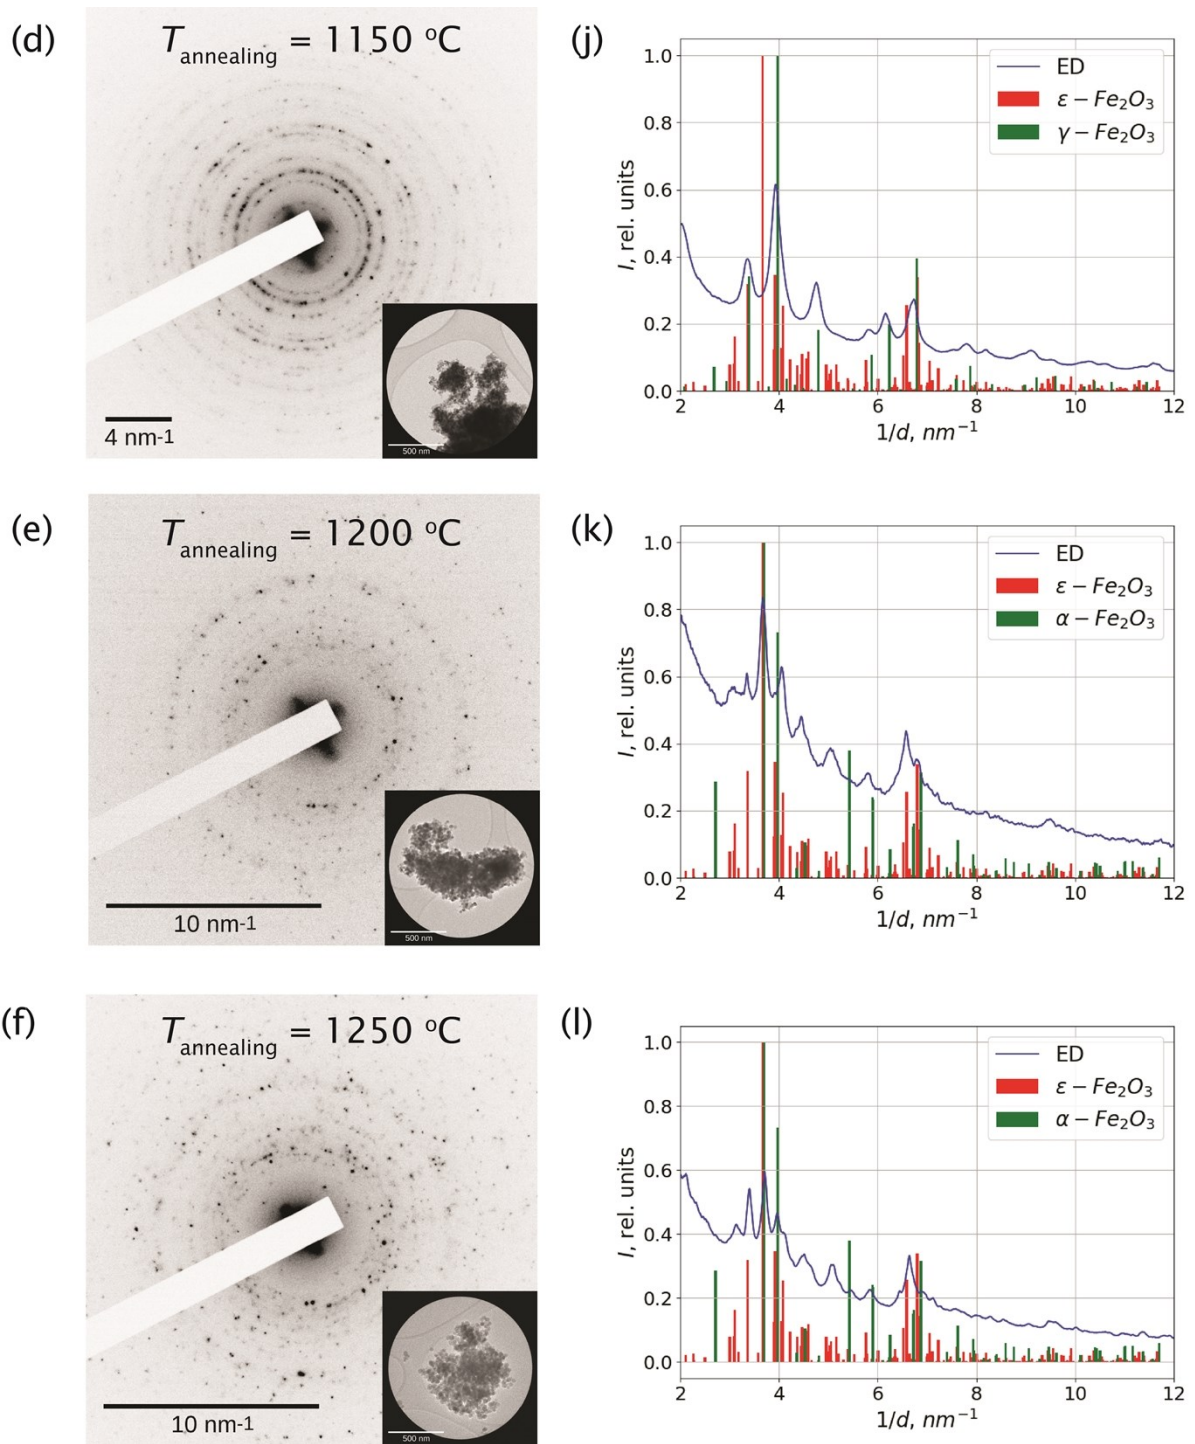 (d)
T annealing = 1150 °C
4 nm-1
500 nm
(j)
ED
ε − Fe2O3
γ − Fe2O3
I, rel. units
1.0
0.8
0.6
0.4
0.2
0.0
2 4 6 8 10 12
1/d, nm−1
(e)
T annealing = 1200 °C
10 nm-1
500 nm
(k)
ED
ε − Fe2O3
α − Fe2O3
I, rel. units
1.0
0.8
0.6
0.4
0.2
0.0
2 4 6 8 10 12
1/d, nm−1
(f)
T annealing = 1250 °C
10 nm-1
500 nm
(l)
ED
ε − Fe2O3
α − Fe2O3
I, rel. units
1.0
0.8
0.6
0.4
0.2
0.0
2 4 6 8 10 12
1/d, nm−1